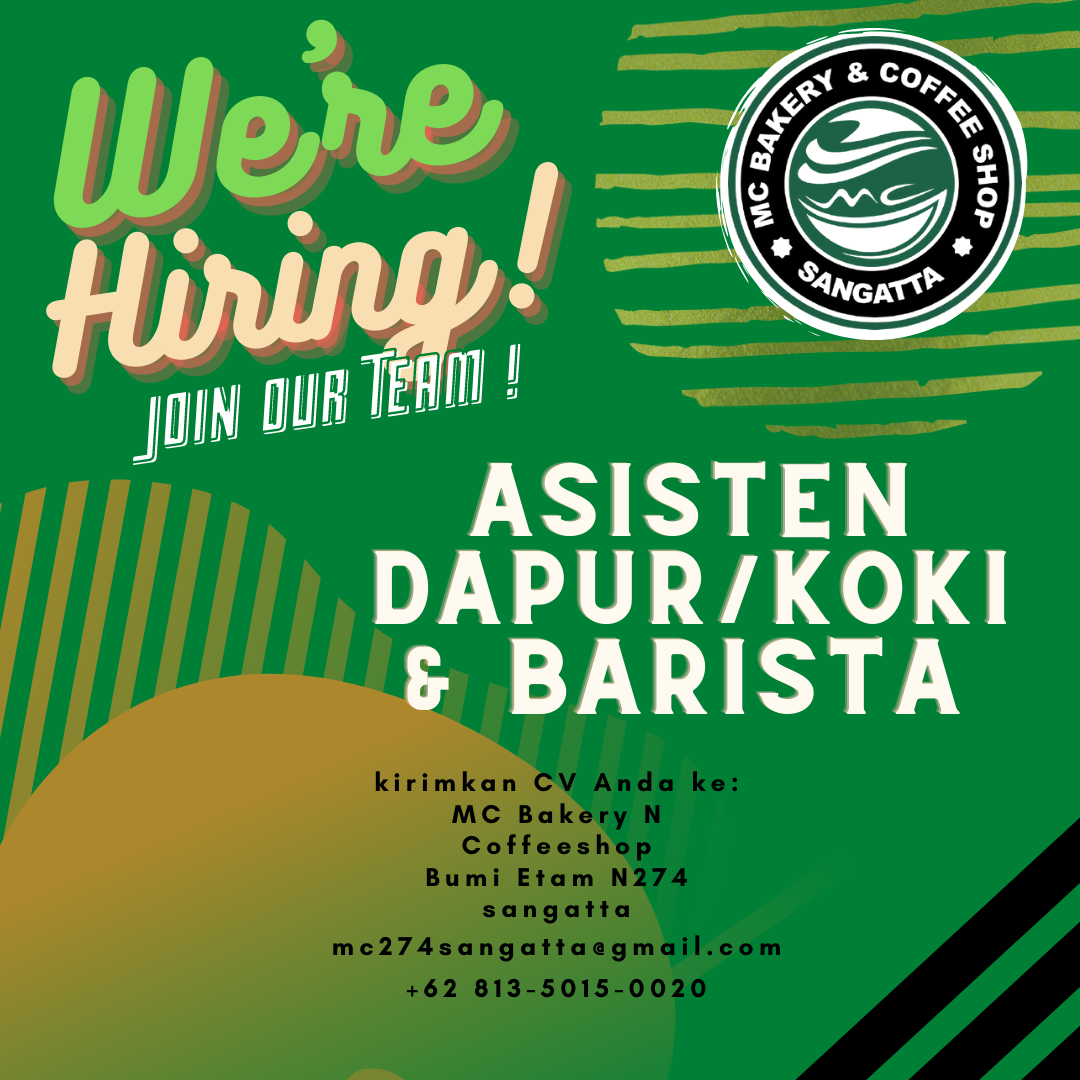 We're
Hiring!
JOIN OUR TEAM !
MC BAKERY & COFFEE SHOP
MC
SANGATTA
ASISTEN
DAPUR/KOKI
& BARISTA
kirimkan CV Anda ke:
MC Bakery N
Coffeeshop
Bumi Etam N274
sangatta
mc274sangatta@gmail.com
+62 813-5015-0020